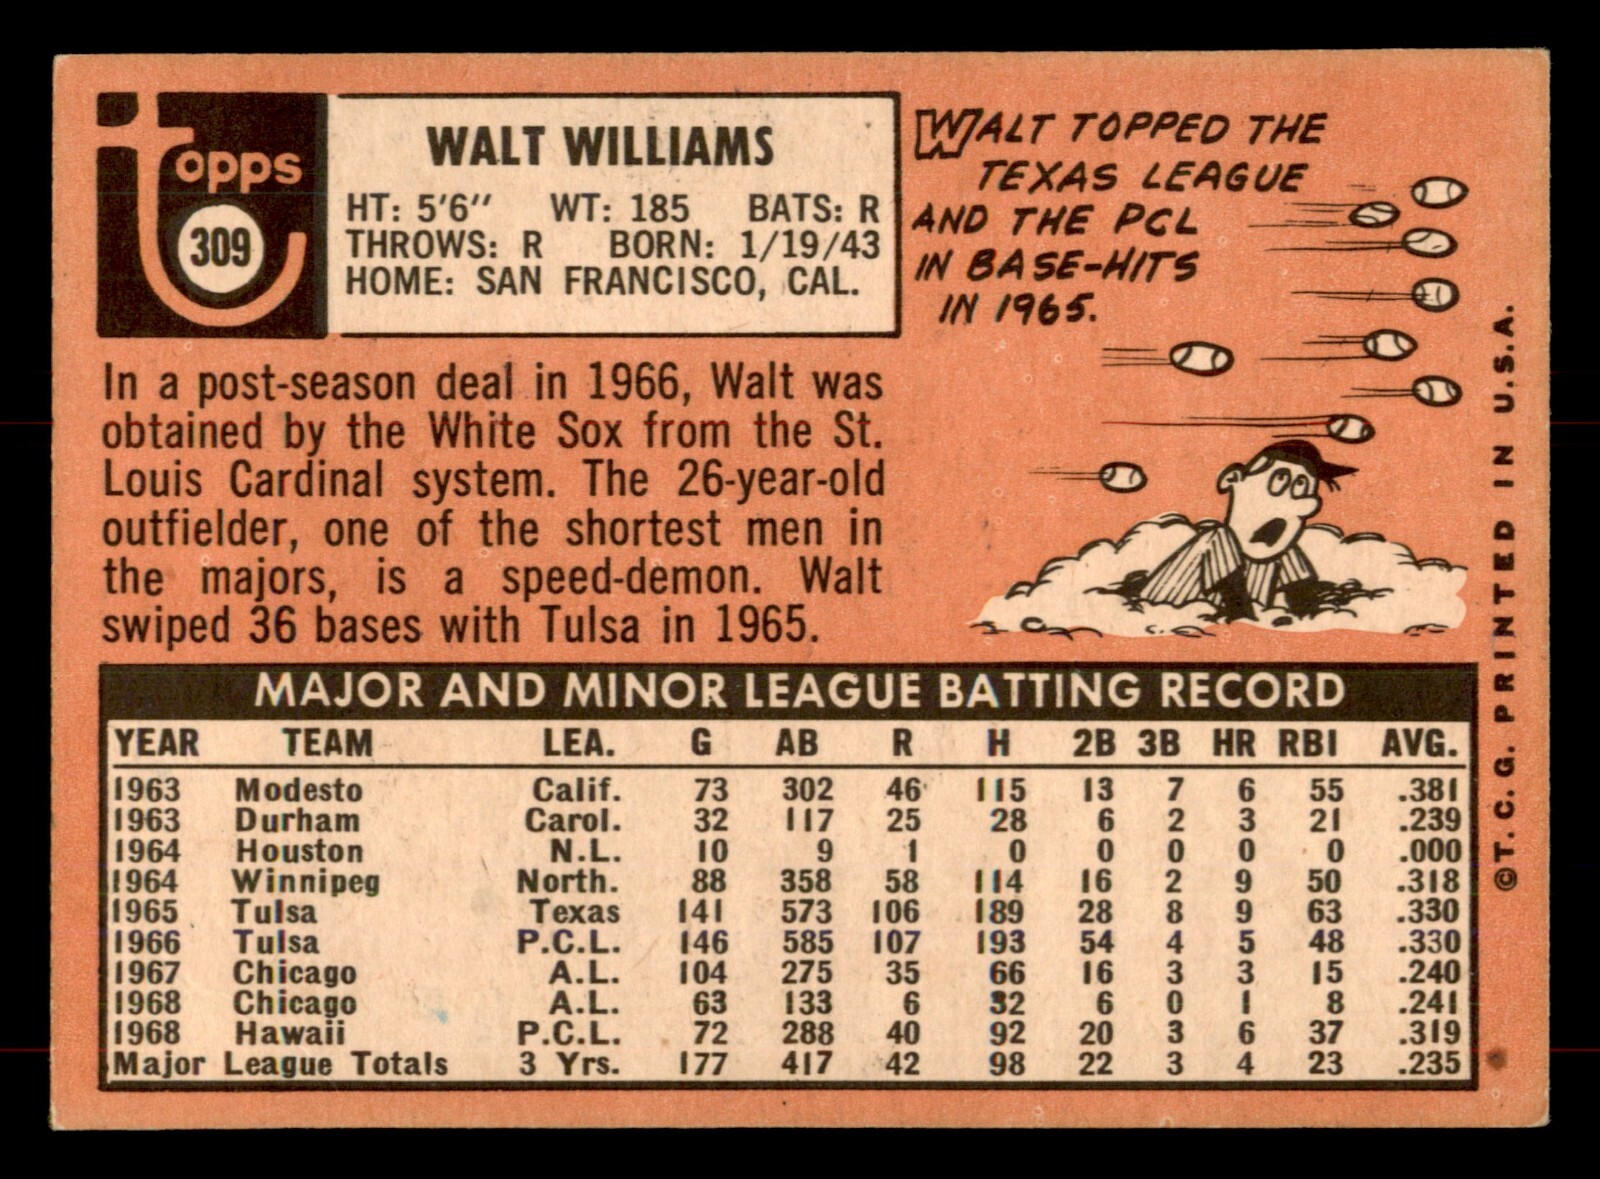 Topps
309
WALT WILLIAMS
HT: 5'6" WT: 185 BATS: R
THROWS: R BORN: 1/19/43
HOME: SAN FRANCISCO, CAL.
WALT TOPPED THE
TEXAS LEAGUE
AND THE PCL
IN BASE-HITS
IN 1965.
In a post-season deal in 1966, Walt was
obtained by the White Sox from the St.
Louis Cardinal system. The 26-year-old
outfielder, one of the shortest men in
the majors, is a speed-demon. Walt
swiped 36 bases with Tulsa in 1965.
MAJOR AND MINOR LEAGUE BATTING RECORD
YEAR TEAM LEA. G AB R H 2B 3B HR RBI AVG.
1963 Modesto Calif. 73 302 46 115 13 7 6 55 .381
1963 Durham Carol. 32 117 25 28 6 2 3 21 .239
1964 Houston N.L. 10 9 1 0 0 0 0 0 .000
1964 Winnipeg North. 88 358 58 114 16 2 9 50 .318
1965 Tulsa Texas 141 573 106 189 28 8 9 63 .330
1966 Tulsa P.C.L. 146 585 107 193 54 4 5 48 .330
1967 Chicago A.L. 104 275 35 66 16 3 3 15 .240
1968 Chicago A.L. 63 133 6 32 6 0 1 8 .241
1968 Hawaii P.C.L. 72 288 40 92 20 3 6 37 .319
Major League Totals 3 Yrs. 177 417 42 98 22 3 4 23 .235
©T.C.G. PRINTED IN U.S.A.